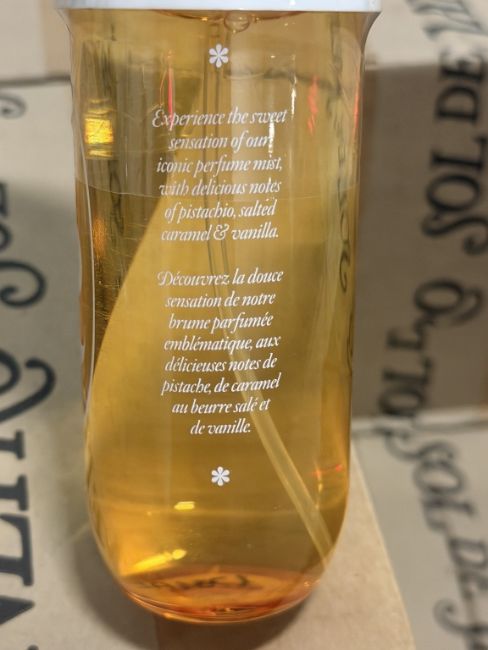 Experience the sweet
sensation of our
iconic perfume mist,
with delicious notes
of pistachio, salted
caramel & vanilla.
Découvrez la douce
sensation de notre
brume parfumée
emblématique, aux
délicieuses notes de
pistache, de caramel
au beurre salé et
de vanille.
SOL DE
SOL DE